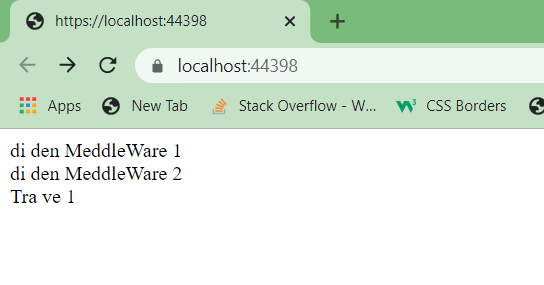 https://localhost:44398
localhost:44398
Apps New Tab Stack Overflow - W... W3 CSS Borders
di den MeddleWare 1
di den MeddleWare 2
Tra ve 1